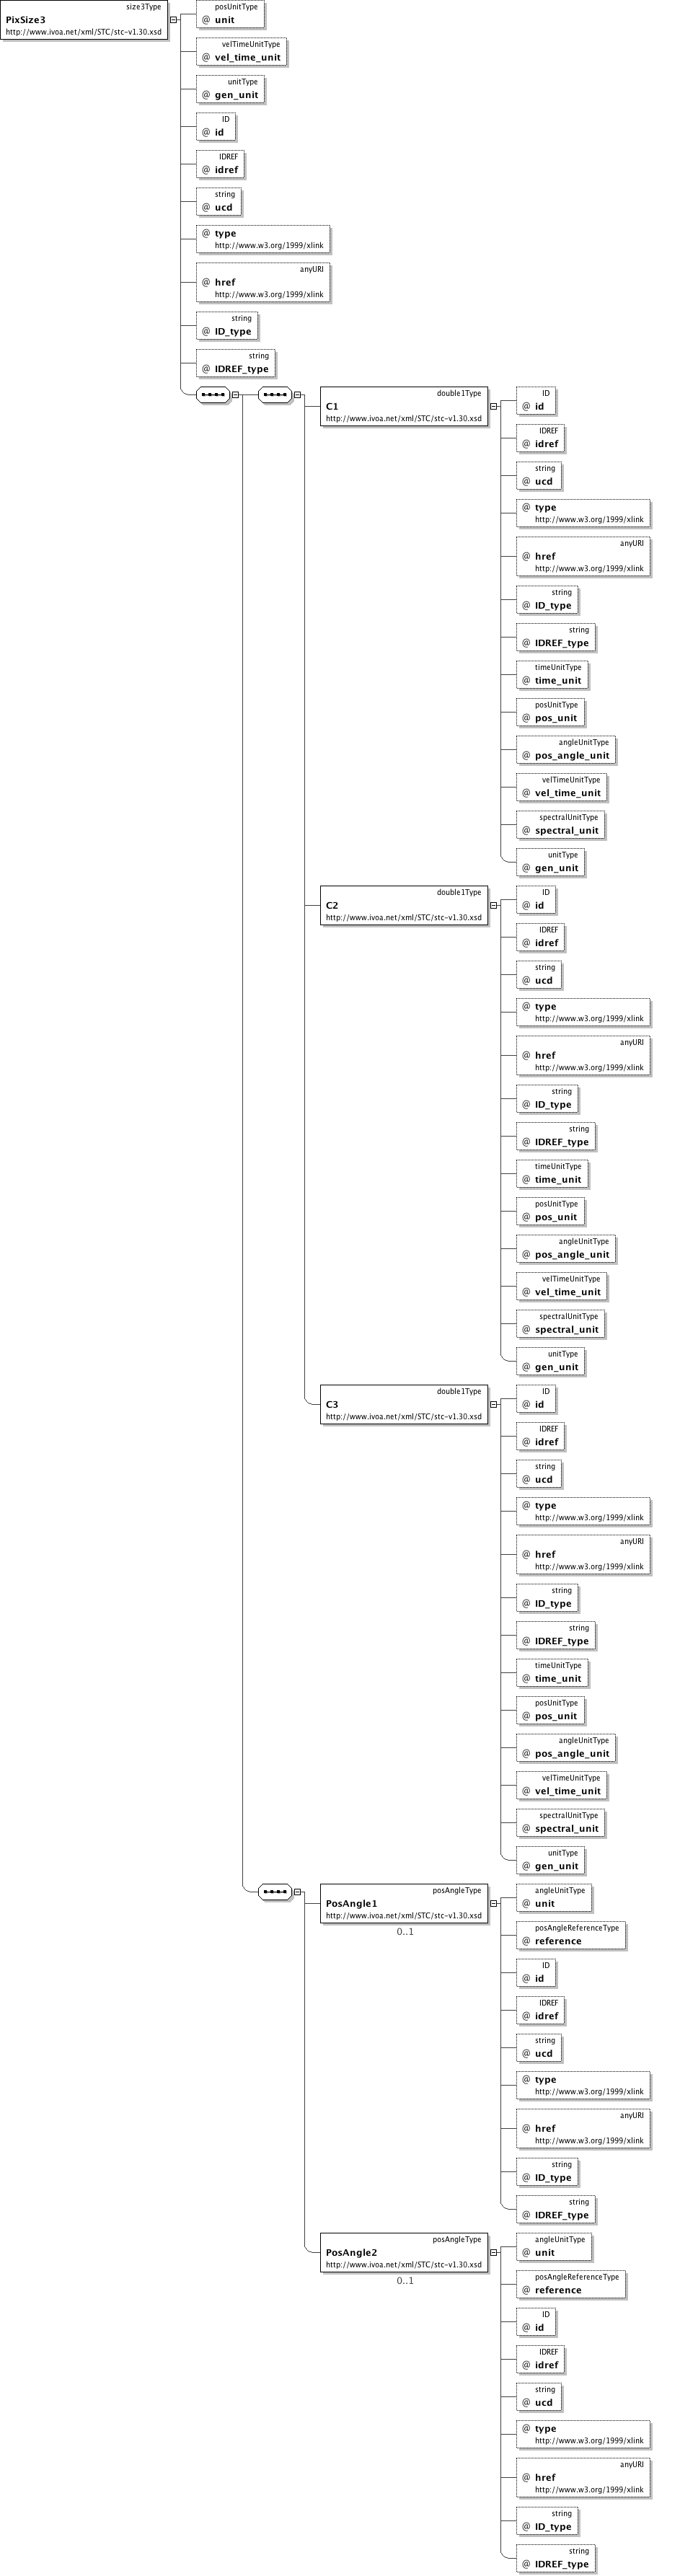 size3Type
PixSize3
http://www.ivoa.net/xml/STC/stc-v1.30.xsd
posUnitType
@ unit
velTimeUnitType
@ vel_time_unit
unitType
@ gen_unit
ID
@ id
IDREF
@ idref
string
@ ucd
@ type
http://www.w3.org/1999/xlink
anyURI
@ href
http://www.w3.org/1999/xlink
string
@ ID_type
string
@ IDREF_type
double1Type
C1
http://www.ivoa.net/xml/STC/stc-v1.30.xsd
ID
@ id
IDREF
@ idref
string
@ ucd
@ type
http://www.w3.org/1999/xlink
anyURI
@ href
http://www.w3.org/1999/xlink
string
@ ID_type
string
@ IDREF_type
timeUnitType
@ time_unit
posUnitType
@ pos_unit
angleUnitType
@ pos_angle_unit
velTimeUnitType
@ vel_time_unit
spectralUnitType
@ spectral_unit
unitType
@ gen_unit
double1Type
C2
http://www.ivoa.net/xml/STC/stc-v1.30.xsd
ID
@ id
IDREF
@ idref
string
@ ucd
@ type
http://www.w3.org/1999/xlink
anyURI
@ href
http://www.w3.org/1999/xlink
string
@ ID_type
string
@ IDREF_type
timeUnitType
@ time_unit
posUnitType
@ pos_unit
angleUnitType
@ pos_angle_unit
velTimeUnitType
@ vel_time_unit
spectralUnitType
@ spectral_unit
unitType
@ gen_unit
double1Type
C3
http://www.ivoa.net/xml/STC/stc-v1.30.xsd
ID
@ id
IDREF
@ idref
string
@ ucd
@ type
http://www.w3.org/1999/xlink
anyURI
@ href
http://www.w3.org/1999/xlink
string
@ ID_type
string
@ IDREF_type
timeUnitType
@ time_unit
posUnitType
@ pos_unit
angleUnitType
@ pos_angle_unit
velTimeUnitType
@ vel_time_unit
spectralUnitType
@ spectral_unit
unitType
@ gen_unit
posAngleType
PosAngle1
http://www.ivoa.net/xml/STC/stc-v1.30.xsd
0..1
angleUnitType
@ unit
posAngleReferenceType
@ reference
ID
@ id
IDREF
@ idref
string
@ ucd
@ type
http://www.w3.org/1999/xlink
anyURI
@ href
http://www.w3.org/1999/xlink
string
@ ID_type
string
@ IDREF_type
posAngleType
PosAngle2
http://www.ivoa.net/xml/STC/stc-v1.30.xsd
0..1
angleUnitType
@ unit
posAngleReferenceType
@ reference
ID
@ id
IDREF
@ idref
string
@ ucd
@ type
http://www.w3.org/1999/xlink
anyURI
@ href
http://www.w3.org/1999/xlink
string
@ ID_type
string
@ IDREF_type